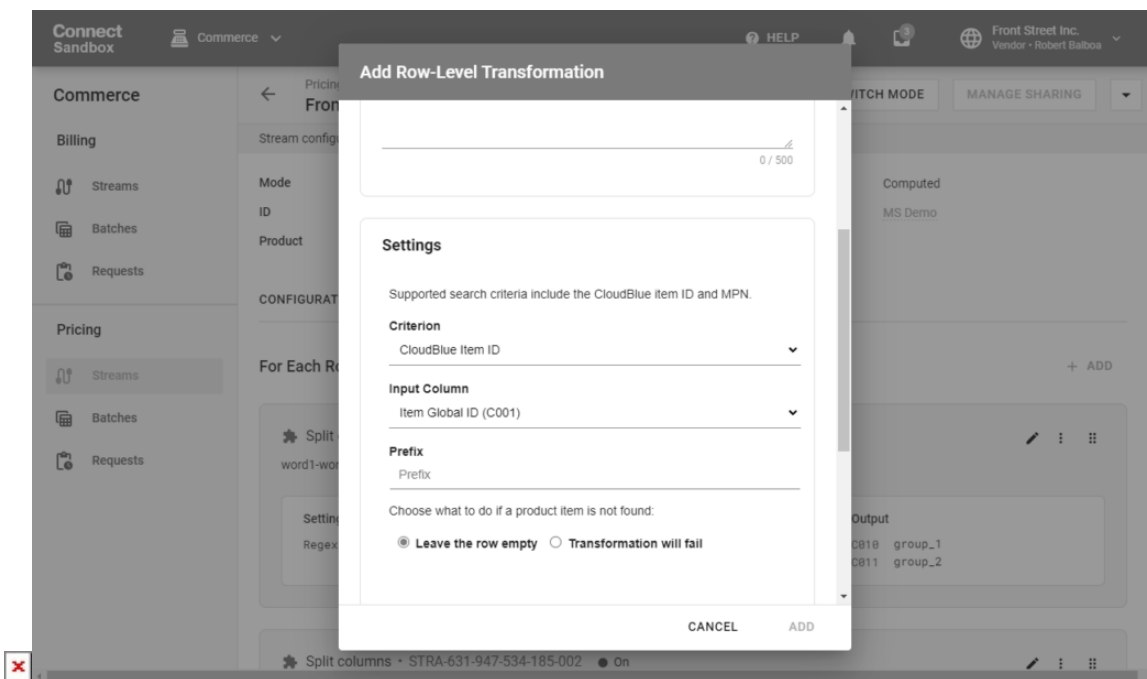 Connect
Sandbox
Commerce
HELP
3
Front Street Inc.
Vendor • Robert Balboa
Commerce
Billing
Streams
Batches
Requests
Pricing
Streams
Batches
Requests
Pricing
Fron
ITCH MODE
MANAGE SHARING
Stream configu
Mode
ID
Product
Computed
MS Demo
CONFIGURAT
For Each Ro
+ ADD
Split
word1-wor
Setting
Regex
Output
C010 group_1
C011 group_2
Split columns • STRA-631-947-534-185-002 ● On
Add Row-Level Transformation
0 / 500
Settings
Supported search criteria include the CloudBlue item ID and MPN.
Criterion
CloudBlue Item ID
Input Column
Item Global ID (C001)
Prefix
Prefix
Choose what to do if a product item is not found:
Leave the row empty Transformation will fail
CANCEL ADD